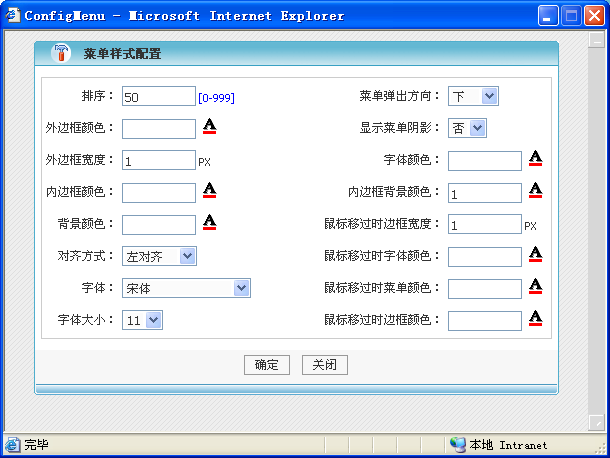 ConfigMenu - Microsoft Internet Explorer
菜单样式配置
排序： 50 [0-999] 菜单弹出方向： 下
外边框颜色： A 显示菜单阴影： 否
外边框宽度： 1 PX 字体颜色： A
内边框颜色： A 内边框背景颜色： 1 A
背景颜色： A 鼠标移过时边框宽度： 1 PX
对齐方式： 左对齐 鼠标移过时字体颜色： A
字体： 宋体 鼠标移过时菜单颜色： A
字体大小： 11 鼠标移过时边框颜色： A
确定 关闭
完毕 本地 Intranet